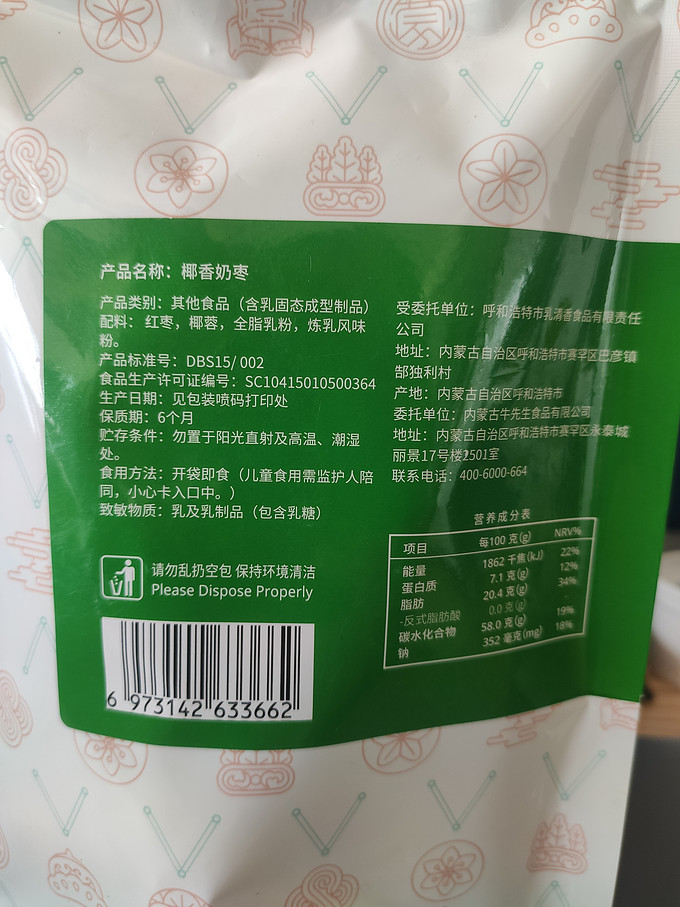 产品名称：椰香奶枣
产品类别：其他食品（含乳固态成型制品）
配料： 红枣，椰蓉，全脂乳粉，炼乳风味
粉。
产品标准号：DBS15/ 002
食品生产许可证编号：SC10415010500364
生产日期：见包装喷码打印处
保质期：6个月
贮存条件：勿置于阳光直射及高温、潮湿
处。
食用方法：开袋即食（儿童食用需监护人陪
同，小心卡入口中。）
致敏物质：乳及乳制品（包含乳糖）
请勿乱扔空包 保持环境清洁
Please Dispose Properly
6 973142 633662
受委托单位：呼和浩特市乳清香食品有限责任
公司
地址：内蒙古自治区呼和浩特市赛罕区巴彦镇
郜独利村
产地：内蒙古自治区呼和浩特市
委托单位：内蒙古牛先生食品有限公司
地址：内蒙古自治区呼和浩特市赛罕区永泰城
丽景17号楼2501室
联系电话：400-6000-664
营养成分表
项目 每100 克(g) NRV%
能量 1862 千焦(kJ) 22%
蛋白质 7.1 克(g) 12%
脂肪 20.4 克(g) 34%
-反式脂肪酸 0.0 克(g) -
碳水化合物 58.0 克(g) 19%
钠 352 毫克(mg) 18%